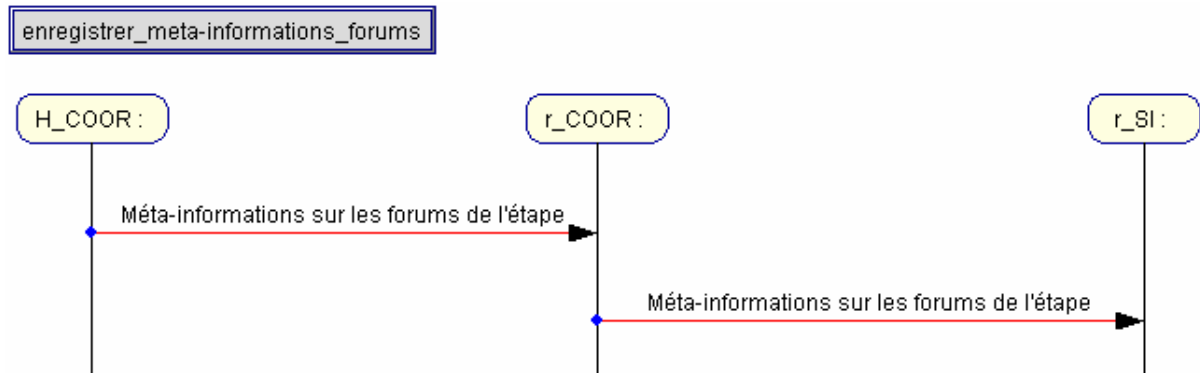 enregistrer_meta-informations_forums
H_COOR :
r_COOR :
r_SI :
Méta-informations sur les forums de l'étape
Méta-informations sur les forums de l'étape